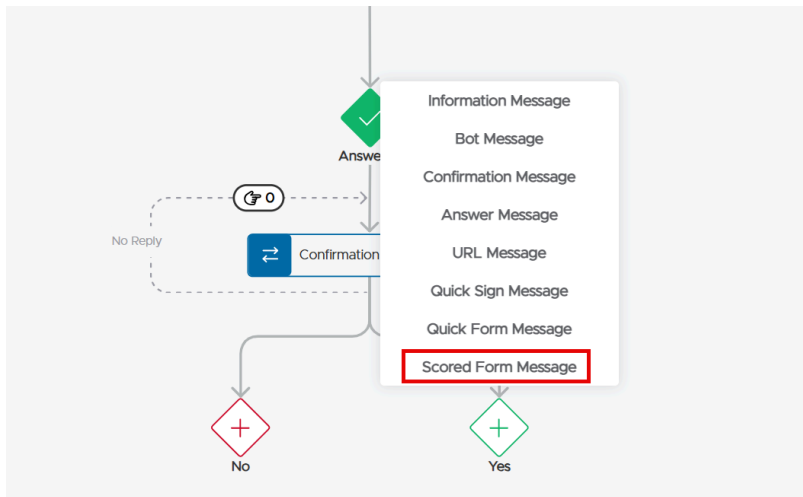 Information Message
Bot Message
Confirmation Message
Answer Message
URL Message
Quick Sign Message
Quick Form Message
Scored Form Message
Answe
0
No Reply
Confirmation
No
Yes